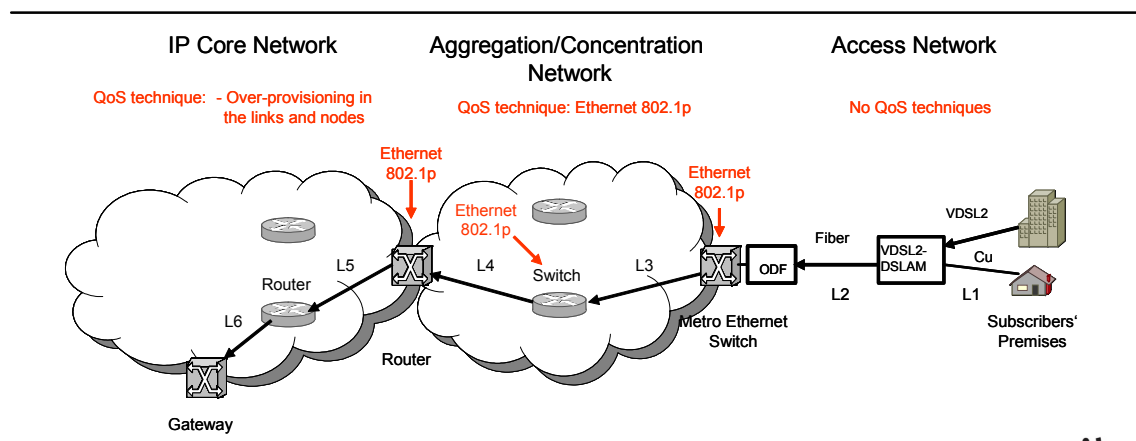 IP Core Network
Aggregation/Concentration
Network
Access Network
QoS technique: - Over-provisioning in
the links and nodes
QoS technique: Ethernet 802.1p
No QoS techniques
Ethernet
802.1p
Ethernet
802.1p
Ethernet
802.1p
VDSL2
Fiber
VDSL2-
DSLAM
Cu
ODF
L5
L4
Switch
L3
Router
L2
L1
L6
Metro Ethernet
Switch
Subscribers'
Premises
Router
Gateway